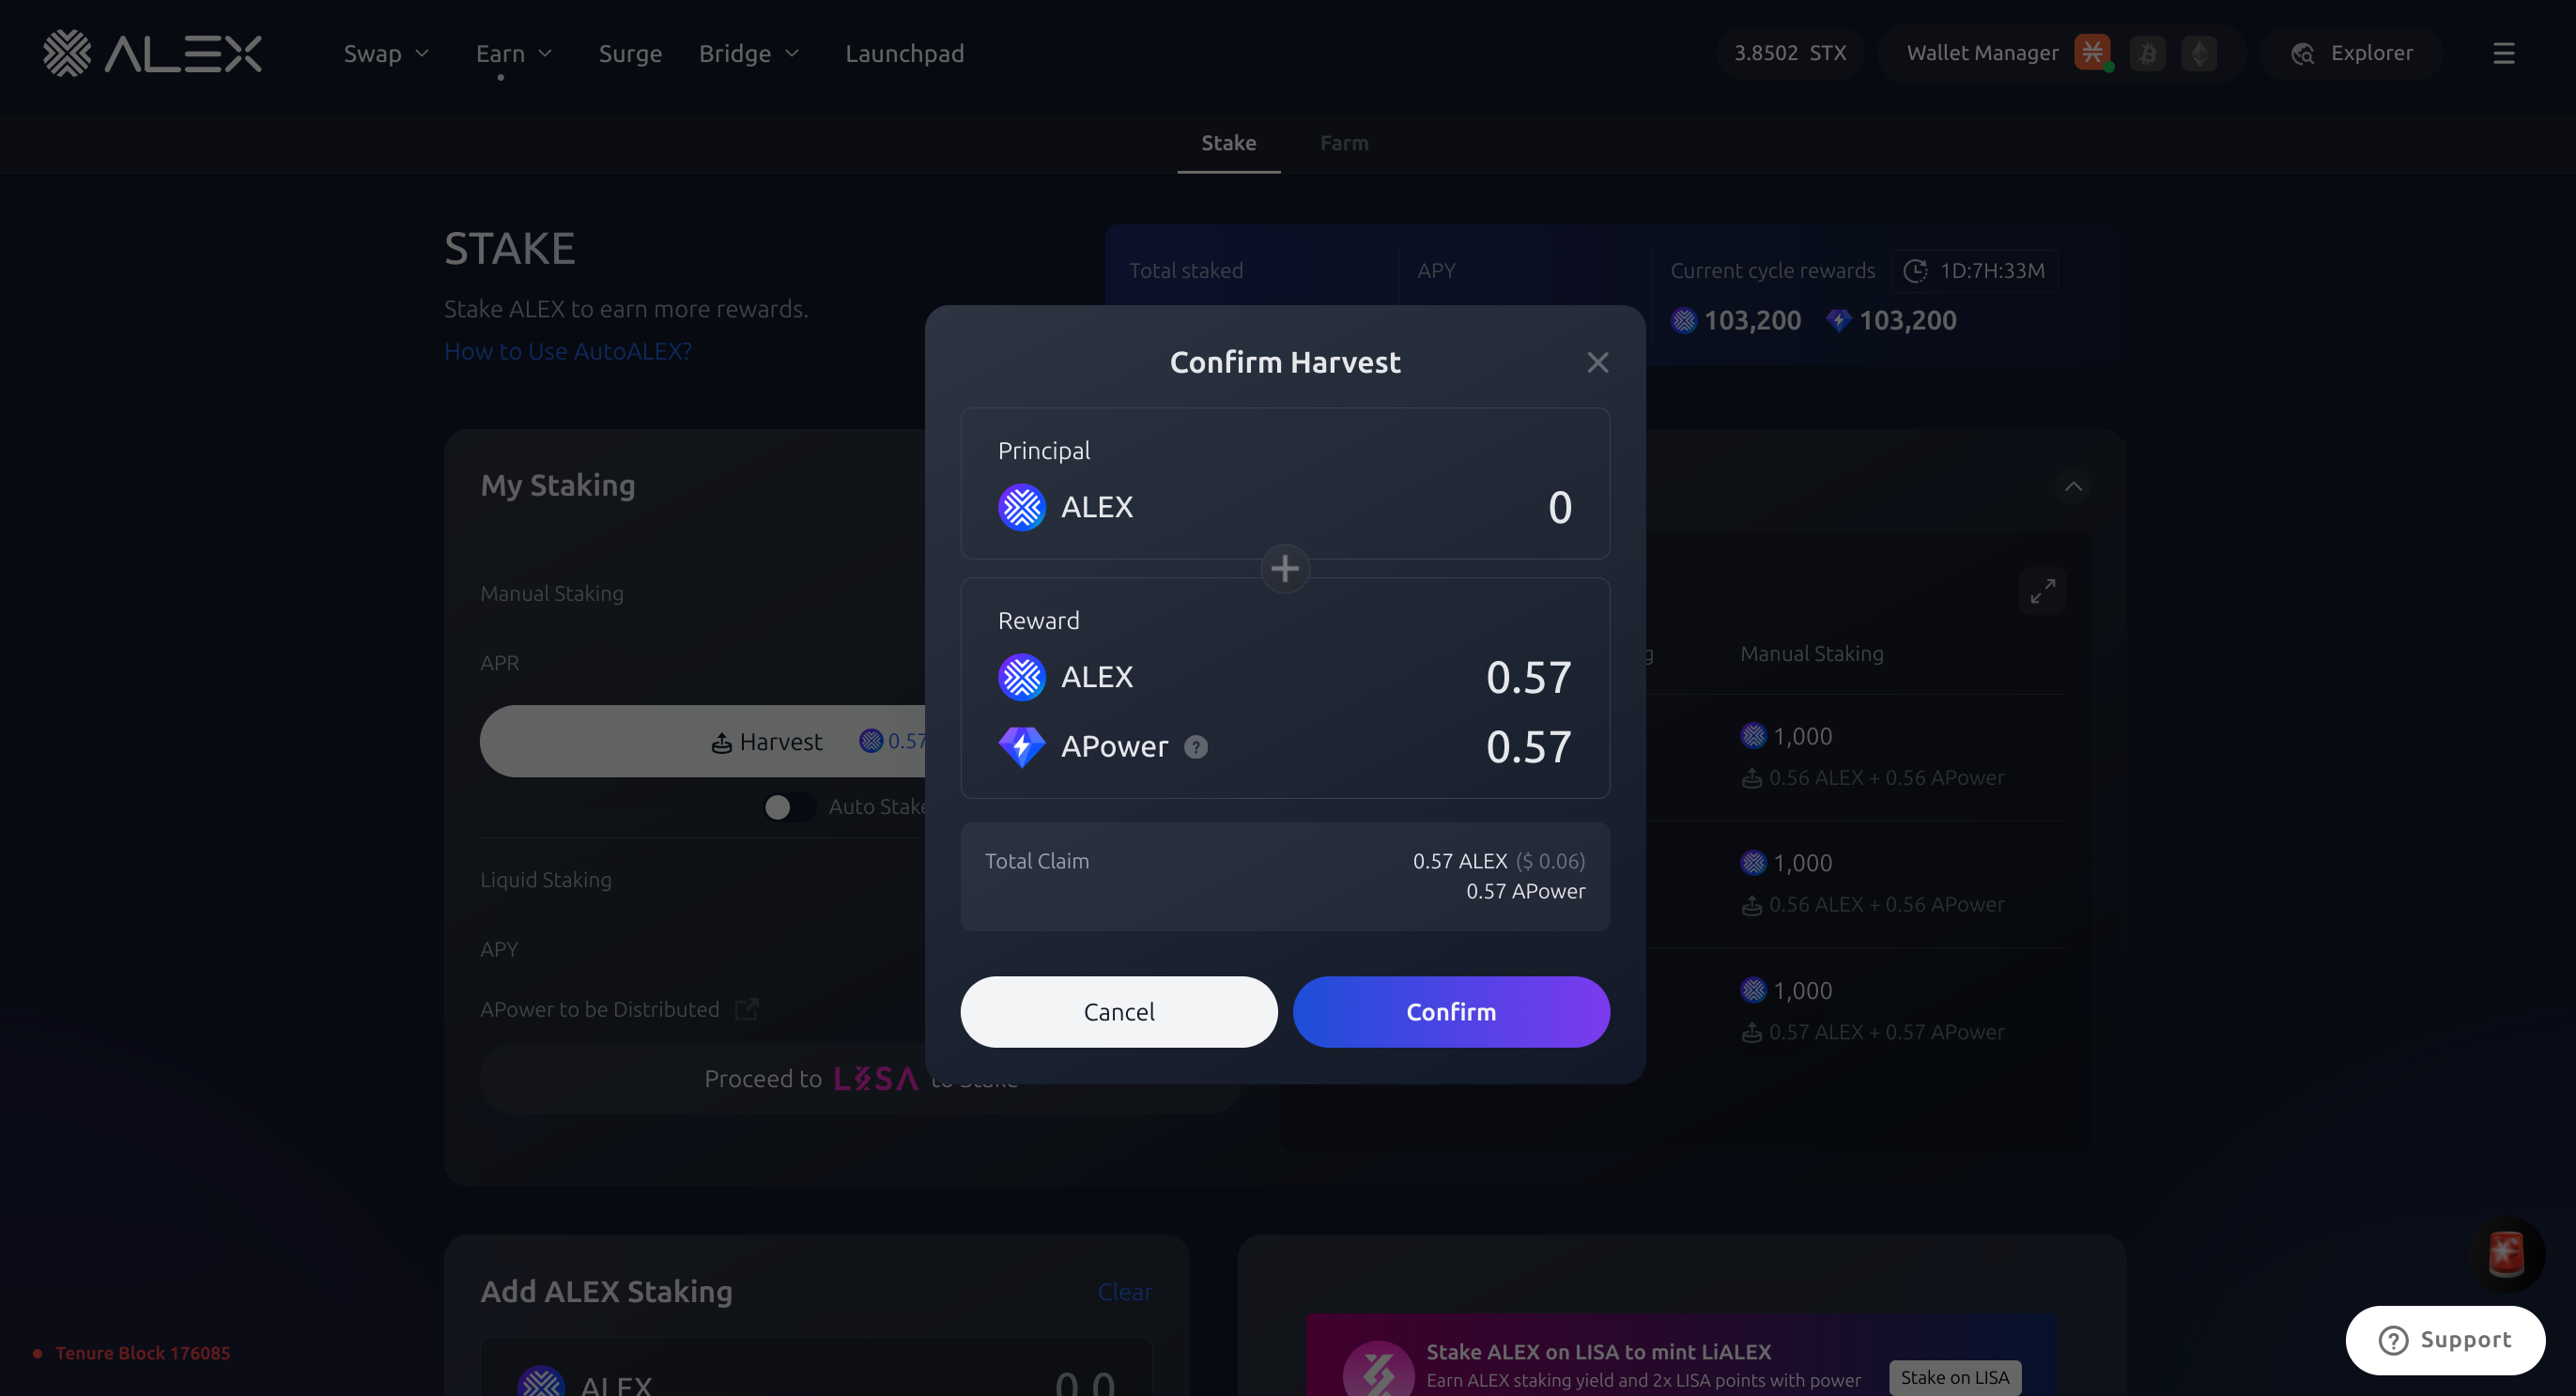 ALEX
Swap
Earn
Surge
Bridge
Launchpad
3.8502 STX
Wallet Manager
Explorer
Stake
Farm
STAKE
Stake ALEX to earn more rewards.
How to Use AutoALEX?
Total staked
APY
Current cycle rewards
1D:7H:33M
103,200
103,200
My Staking
Manual Staking
APR
Harvest
0.57
Auto Stake
Liquid Staking
APY
APower to be Distributed
Proceed to LISA to Stake
Confirm Harvest
Principal
ALEX
0
Reward
ALEX
0.57
APower
?
0.57
Total Claim
0.57 ALEX ($ 0.06)
0.57 APower
Cancel
Confirm
Manual Staking
1,000
0.56 ALEX + 0.56 APower
1,000
0.56 ALEX + 0.56 APower
1,000
0.57 ALEX + 0.57 APower
Add ALEX Staking
Clear
ALEX
0.0
Stake ALEX on LISA to mint LiALEX
Earn ALEX staking yield and 2x LISA points with power
Stake on LISA
Tenure Block 176085
? Support